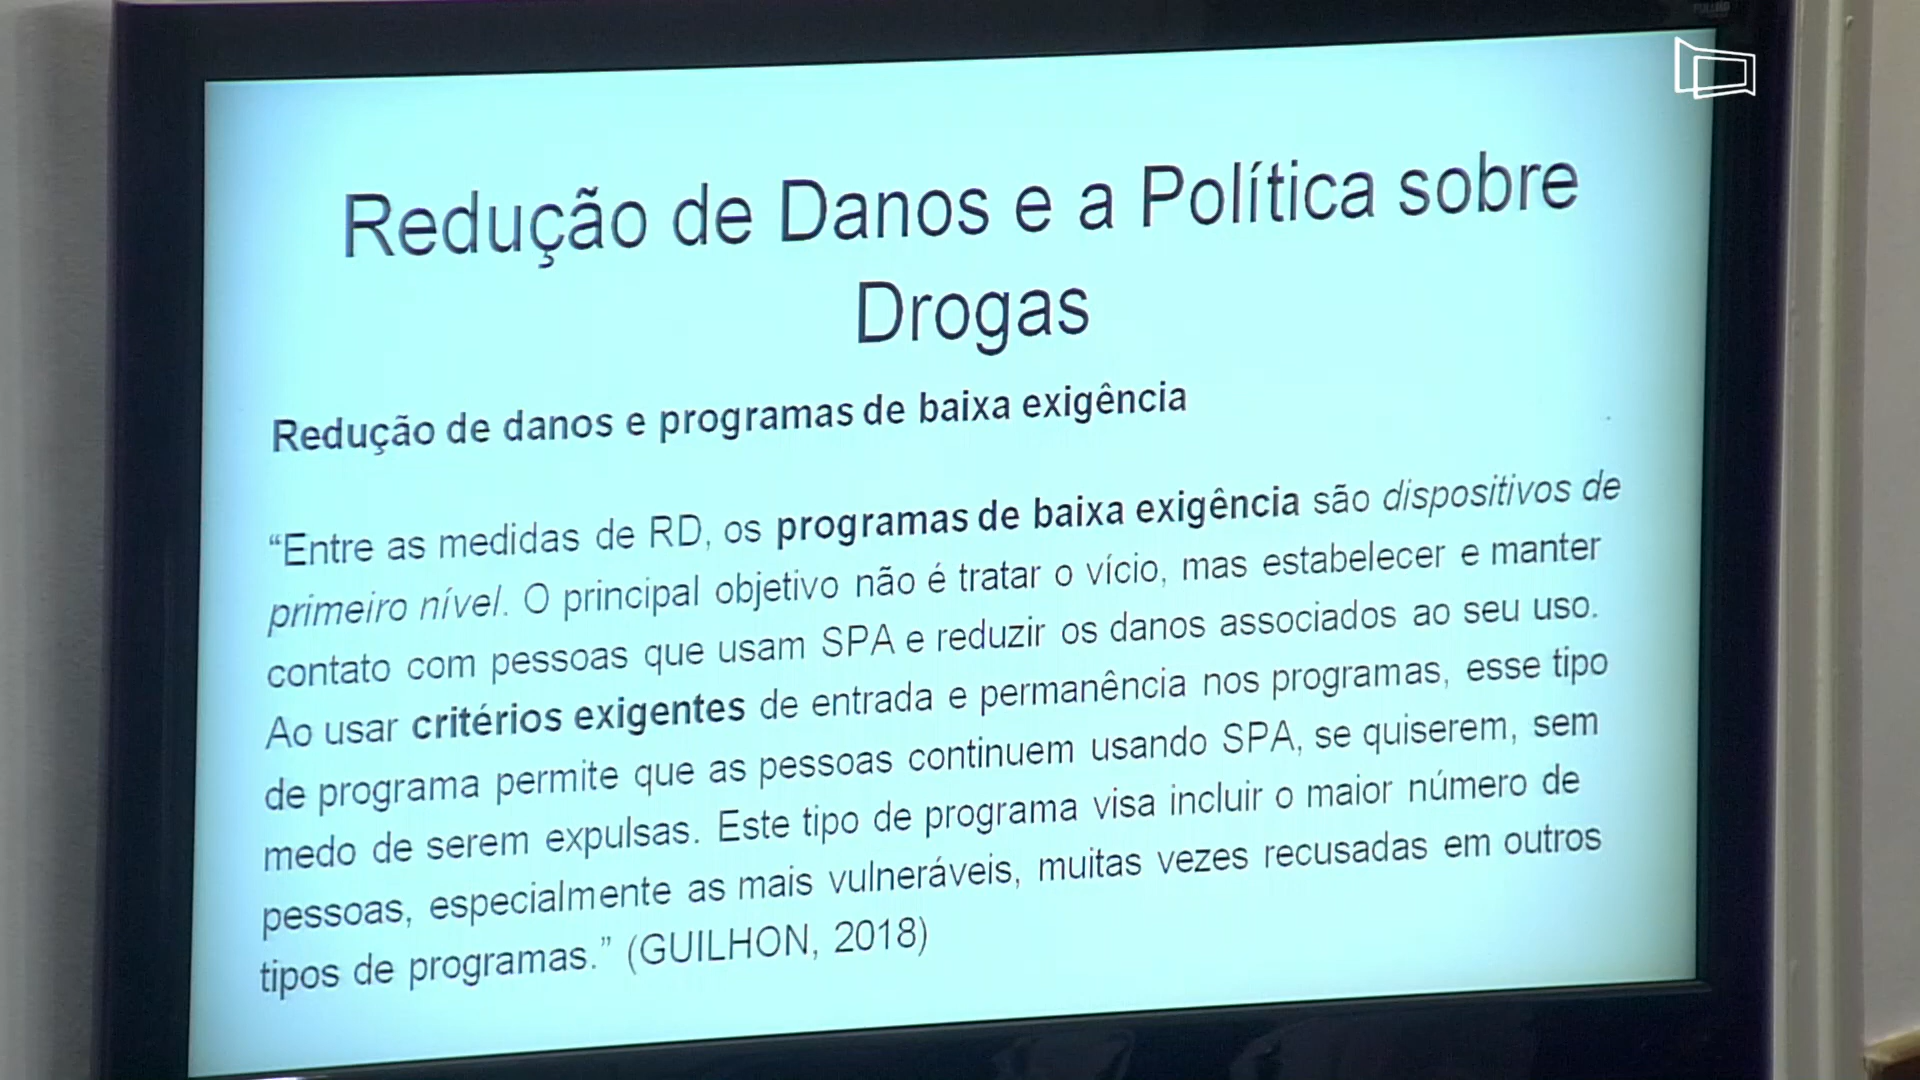 Redução de Danos e a Política sobre
Drogas
Redução de danos e programas de baixa exigência
“Entre as medidas de RD, os programas de baixa exigência são dispositivos de
primeiro nível. O principal objetivo não é tratar o vício, mas estabelecer e manter
contato com pessoas que usam SPA e reduzir os danos associados ao seu uso.
Ao usar critérios exigentes de entrada e permanência nos programas, esse tipo
de programa permite que as pessoas continuem usando SPA, se quiserem, sem
medo de serem expulsas. Este tipo de programa visa incluir o maior número de
pessoas, especialmente as mais vulneráveis, muitas vezes recusadas em outros
tipos de programas.” (GUILHON, 2018)